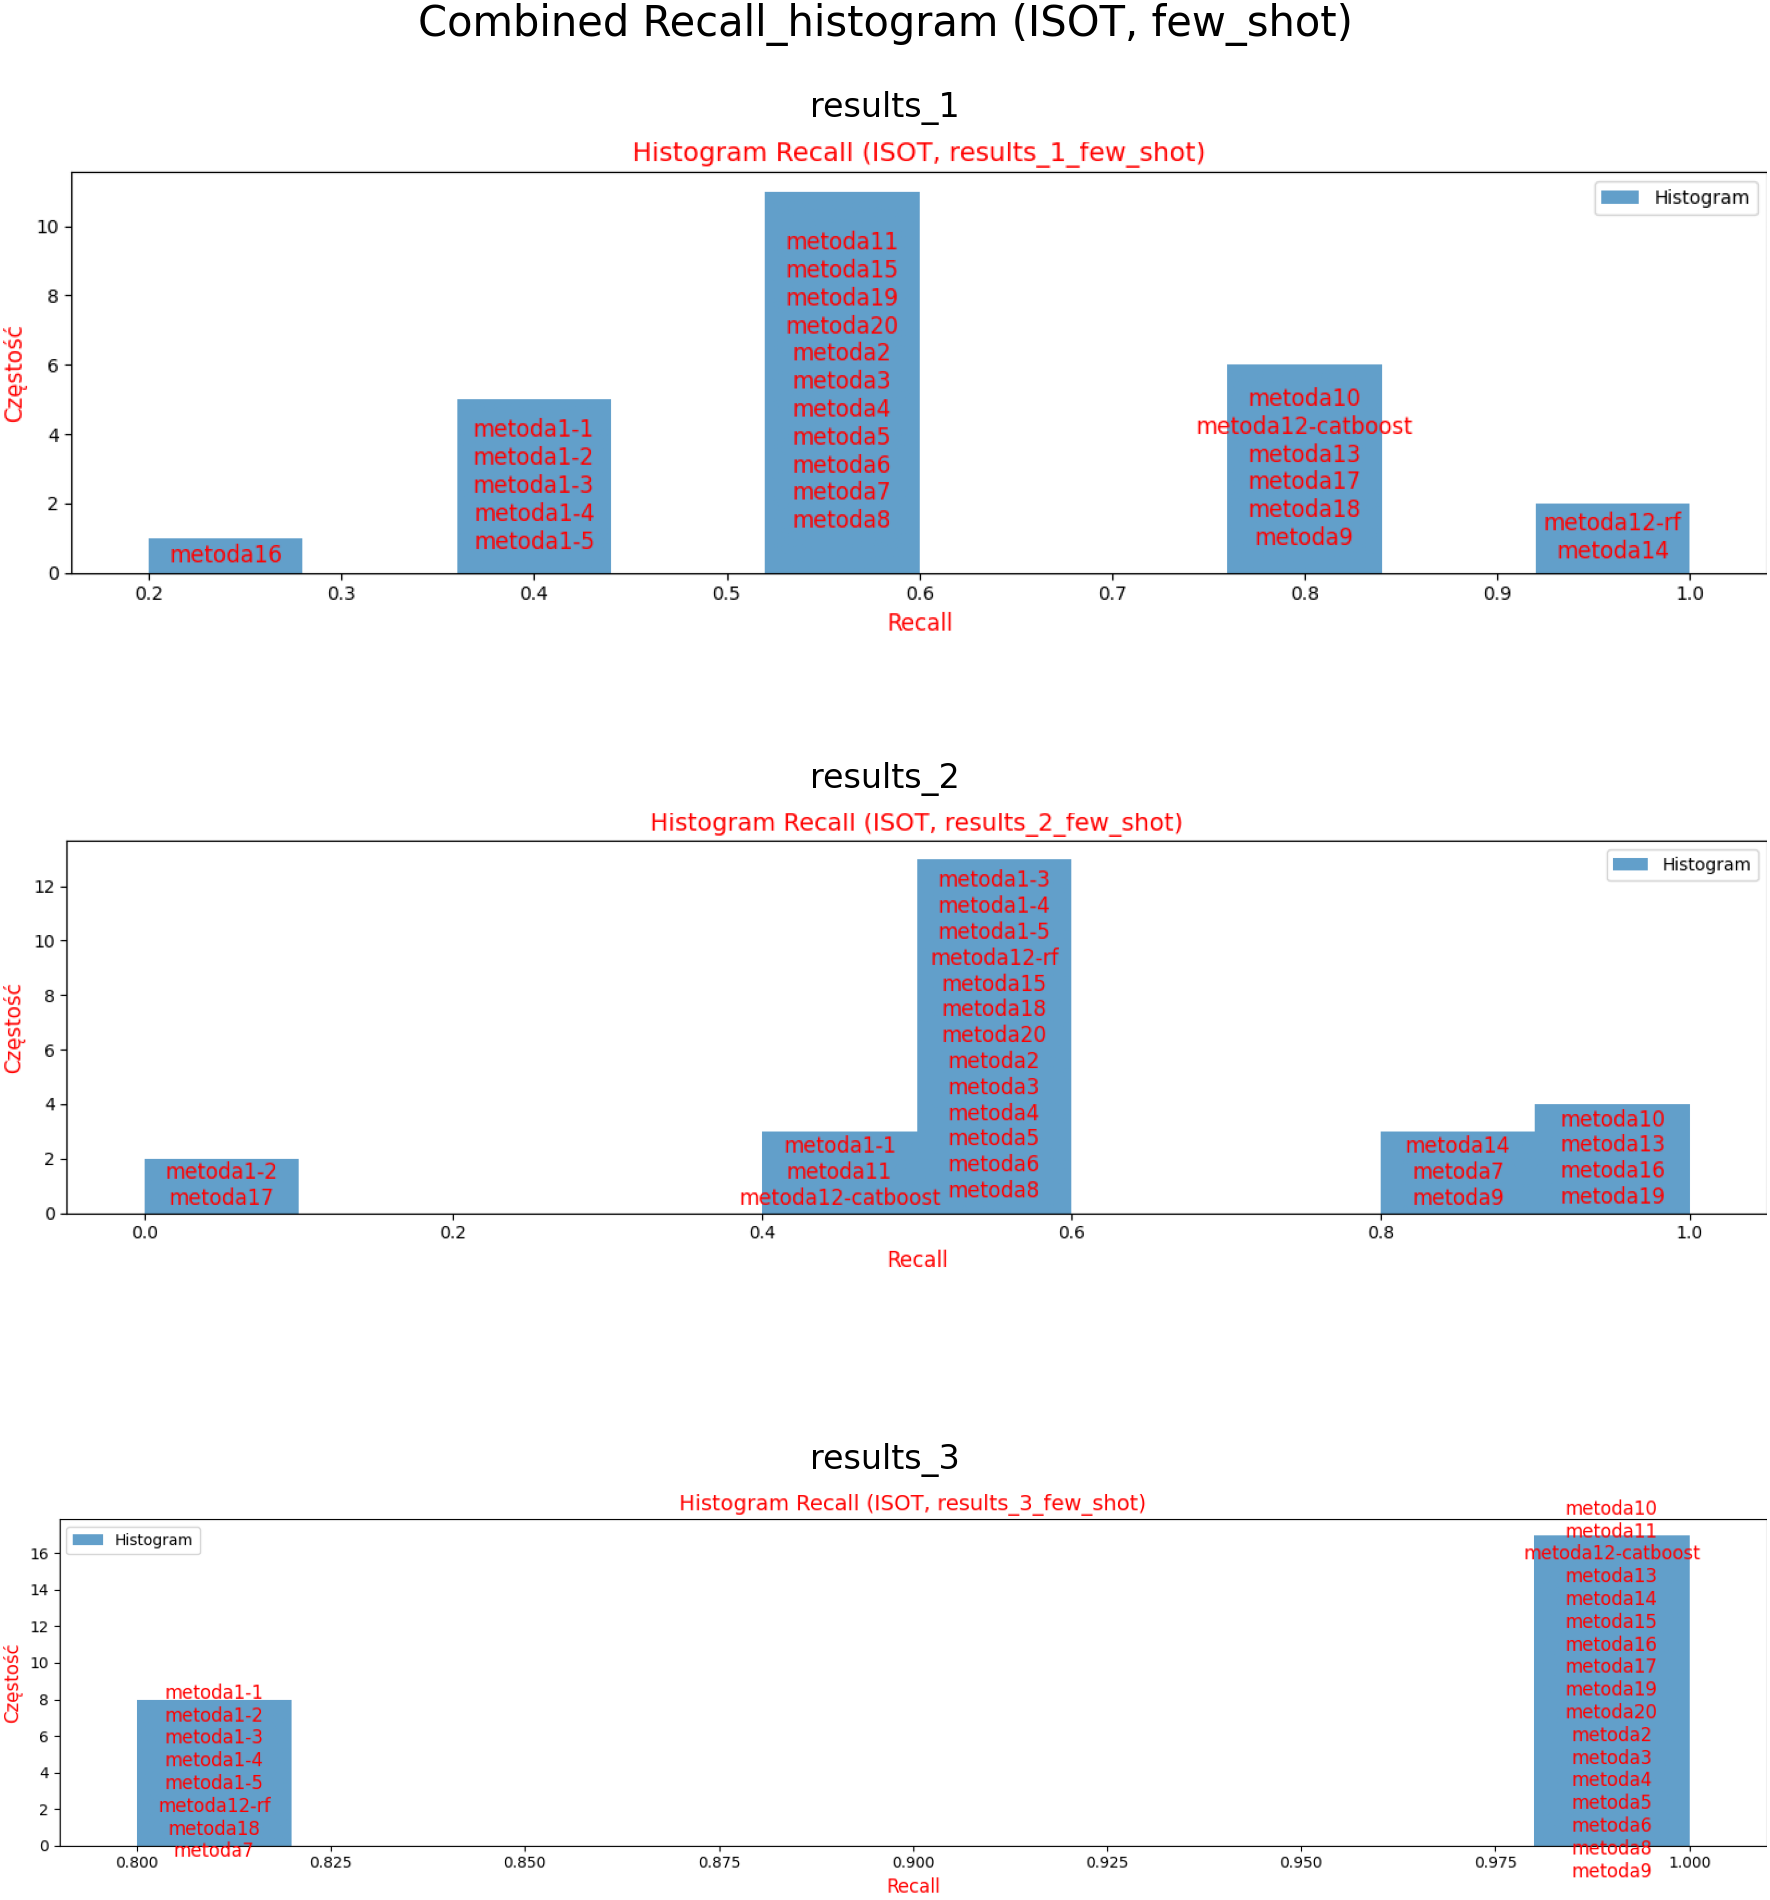 Combined Recall_histogram (ISOT, few_shot)
results_1
Histogram Recall (ISOT, results_1_few_shot)
Histogram
Częstość
10
8
6
4
2
0
metoda16
metoda1-1
metoda1-2
metoda1-3
metoda1-4
metoda1-5
metoda11
metoda15
metoda19
metoda20
metoda2
metoda3
metoda4
metoda5
metoda6
metoda7
metoda8
metoda10
metoda12-catboost
metoda13
metoda17
metoda18
metoda9
metoda12-rf
metoda14
0.2 0.3 0.4 0.5 0.6 0.7 0.8 0.9 1.0
Recall
results_2
Histogram Recall (ISOT, results_2_few_shot)
Histogram
Częstość
12
10
8
6
4
2
0
metoda1-2
metoda17
metoda1-1
metoda11
metoda12-catboost
metoda1-3
metoda1-4
metoda1-5
metoda12-rf
metoda15
metoda18
metoda20
metoda2
metoda3
metoda4
metoda5
metoda6
metoda8
metoda14
metoda7
metoda9
metoda10
metoda13
metoda16
metoda19
0.0 0.2 0.4 0.6 0.8 1.0
Recall
results_3
Histogram Recall (ISOT, results_3_few_shot)
Histogram
Częstość
16
14
12
10
8
6
4
2
0
metoda1-1
metoda1-2
metoda1-3
metoda1-4
metoda1-5
metoda12-rf
metoda18
metoda7
metoda10
metoda11
metoda12-catboost
metoda13
metoda14
metoda15
metoda16
metoda17
metoda19
metoda20
metoda2
metoda3
metoda4
metoda5
metoda6
metoda8
metoda9
0.800 0.825 0.850 0.875 0.900 0.925 0.950 0.975 1.000
Recall